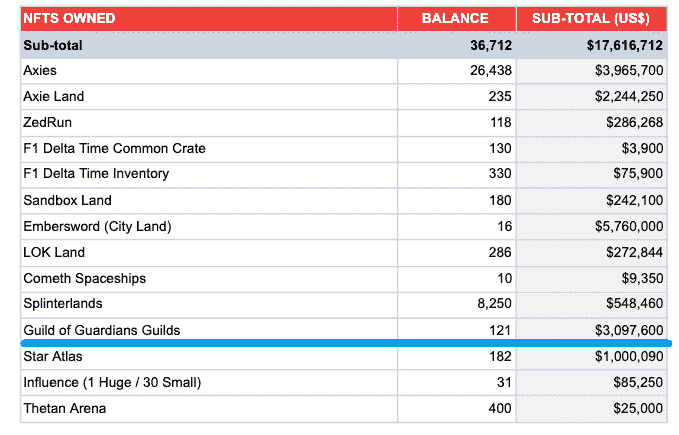 NFTS OWNED BALANCE SUB-TOTAL (US$)
Sub-total 36,712 $17,616,712
Axies 26,438 $3,965,700
Axie Land 235 $2,244,250
ZedRun 118 $286,268
F1 Delta Time Common Crate 130 $3,900
F1 Delta Time Inventory 330 $75,900
Sandbox Land 180 $242,100
Embersword (City Land) 16 $5,760,000
LOK Land 286 $272,844
Cometh Spaceships 10 $9,350
Splinterlands 8,250 $548,460
Guild of Guardians Guilds 121 $3,097,600
Star Atlas 182 $1,000,090
Influence (1 Huge / 30 Small) 31 $85,250
Thetan Arena 400 $25,000